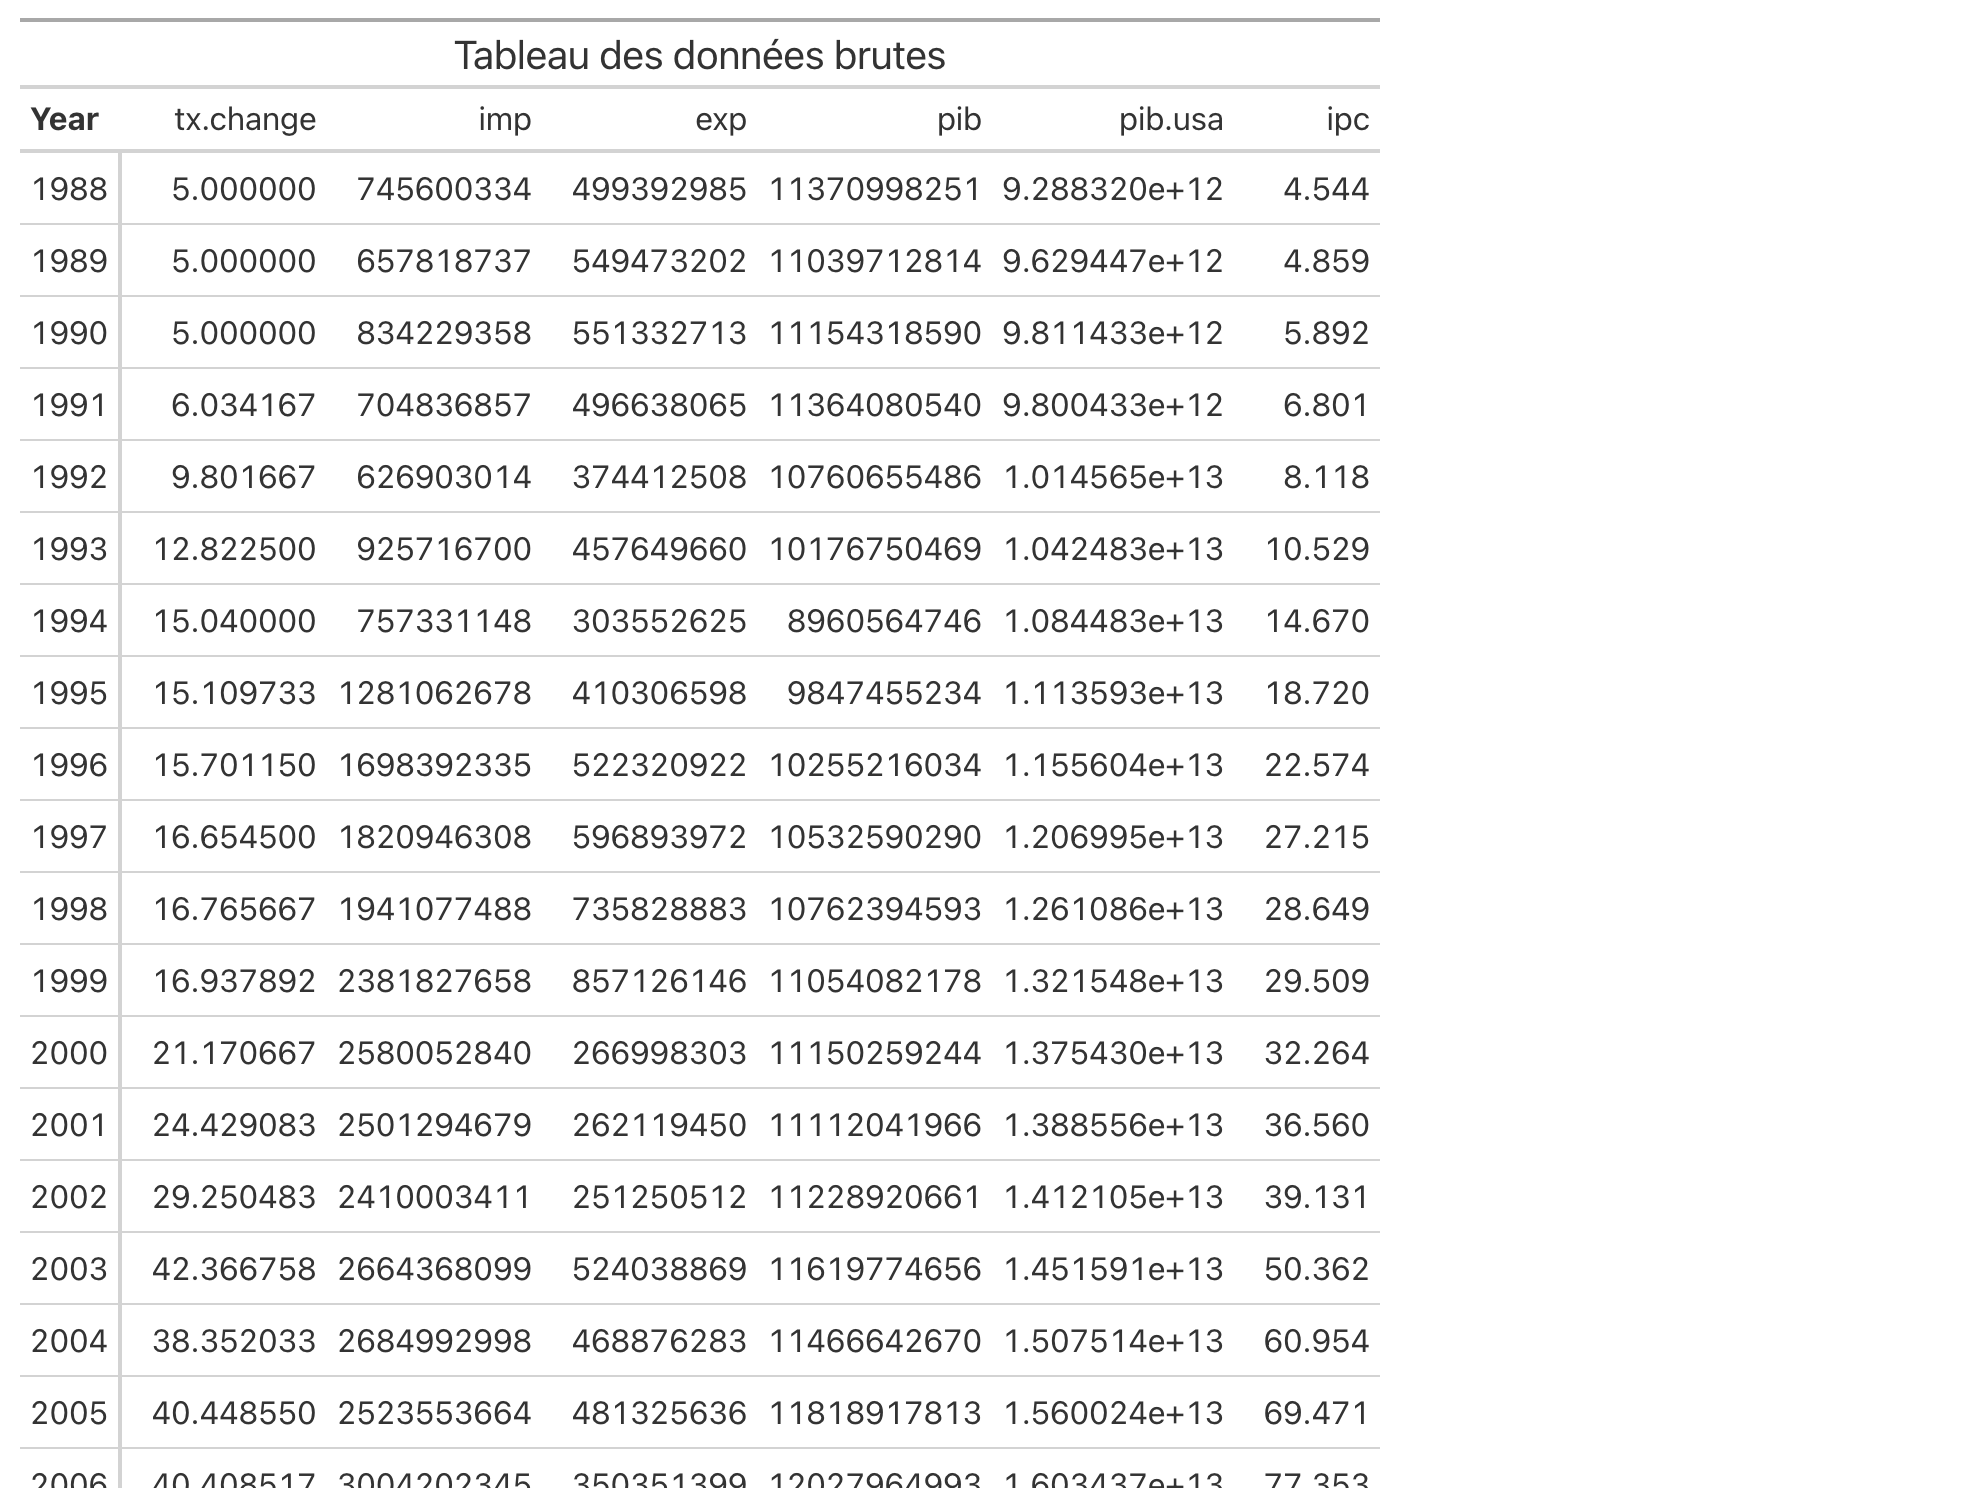 Tableau des données brutes
Year tx.change imp exp pib pib.usa ipc
1988 5.000000 745600334 499392985 11370998251 9.288320e+12 4.544
1989 5.000000 657818737 549473202 11039712814 9.629447e+12 4.859
1990 5.000000 834229358 551332713 11154318590 9.811433e+12 5.892
1991 6.034167 704836857 496638065 11364080540 9.800433e+12 6.801
1992 9.801667 626903014 374412508 10760655486 1.014565e+13 8.118
1993 12.822500 925716700 457649660 10176750469 1.042483e+13 10.529
1994 15.040000 757331148 303552625 8960564746 1.084483e+13 14.670
1995 15.109733 1281062678 410306598 9847455234 1.113593e+13 18.720
1996 15.701150 1698392335 522320922 10255216034 1.155604e+13 22.574
1997 16.654500 1820946308 596893972 10532590290 1.206995e+13 27.215
1998 16.765667 1941077488 735828883 10762394593 1.261086e+13 28.649
1999 16.937892 2381827658 857126146 11054082178 1.321548e+13 29.509
2000 21.170667 2580052840 266998303 11150259244 1.375430e+13 32.264
2001 24.429083 2501294679 262119450 11112041966 1.388556e+13 36.560
2002 29.250483 2410003411 251250512 11228920661 1.412105e+13 39.131
2003 42.366758 2664368099 524038869 11619774656 1.451591e+13 50.362
2004 38.352033 2684992998 468876283 11466642670 1.507514e+13 60.954
2005 40.448550 2523553664 481325636 11818917813 1.560024e+13 69.471
2006 40.408517 3004202345 350351399 12027964993 1.603437e+13 77.353